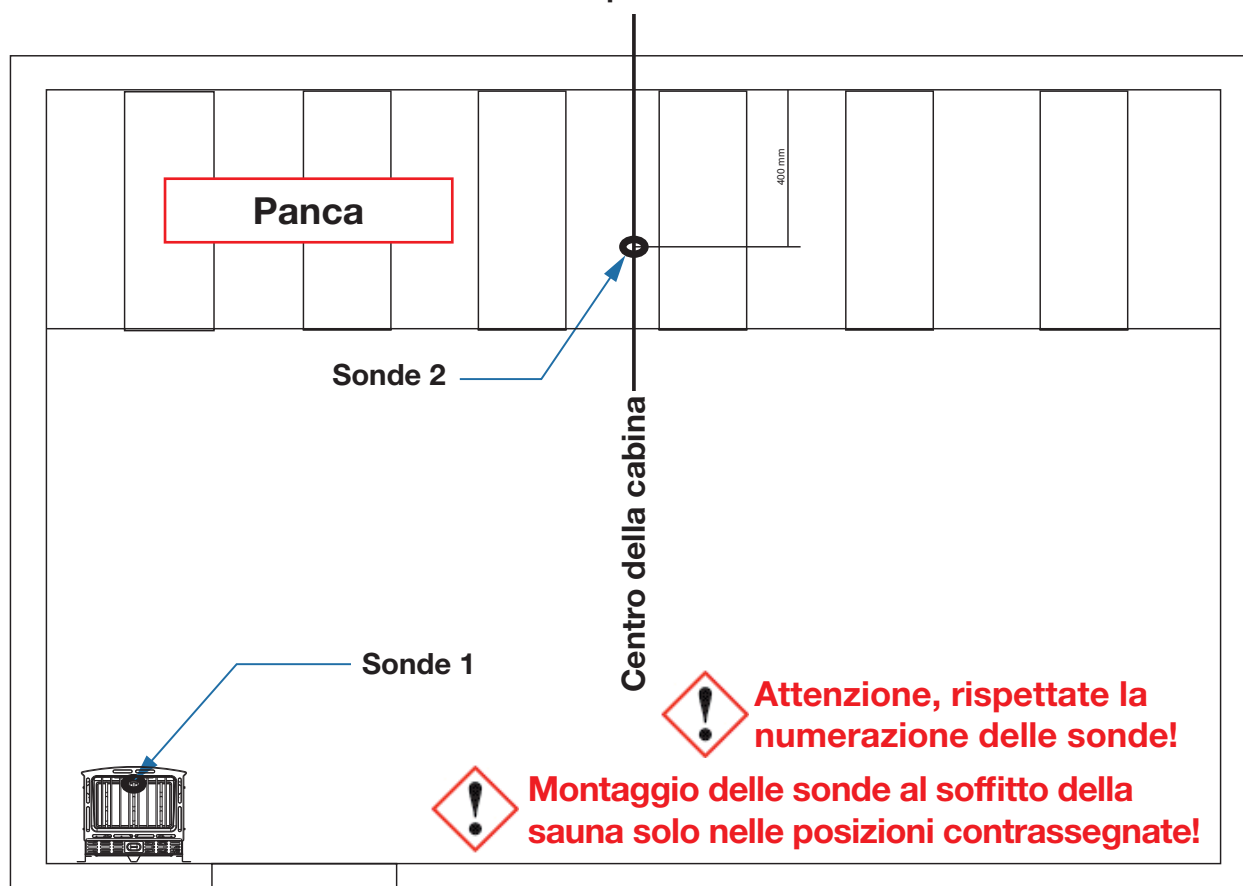 400 mm
Panca
Sonde 2
Centro della cabina
Sonde 1
Attenzione, rispettate la
numerazione delle sonde!
Montaggio delle sonde al soffitto della
sauna solo nelle posizioni contrassegnate!